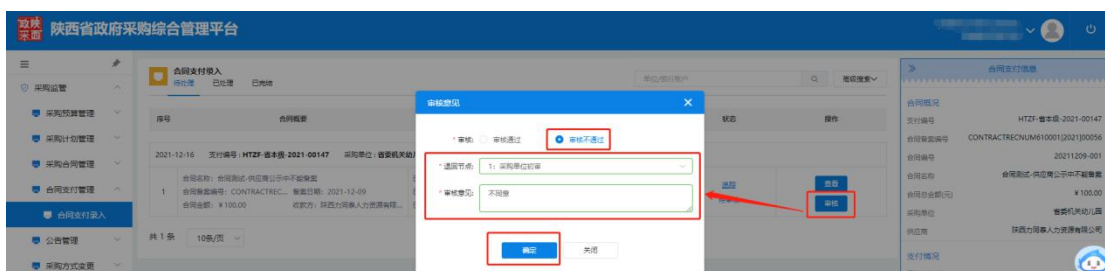 陕西省政府采购综合管理平台
采购监管
采购预算管理
采购计划管理
采购合同管理
合同支付管理
合同支付录入
公告管理
采购方式变更
合同支付录入
待处理 已处理 已完结
高级搜索
序号 合同概要 状态 操作
2021-12-16 支付编号：HTZF-省本级-2021-00147 采购单位：省委机关幼儿
1
合同名称：合同测试-供应商公示中不能备案
合同备案编号：CONTRACTREC... 备案日期：2021-12-09
合同金额：￥100.00 收款方：陕西力同泰人力资源有限...
追踪
查看
审核
共 1 条 10条/页
审核意见
*审核： 审核通过 审核不通过
*退回节点： 1：采购单位初审
*审核意见： 不同意
确定 关闭
合同支付信息
合同概况
支付编号 HTZF-省本级-2021-00147
合同备案编号 CONTRACTRECNUM610001[2021]00056
合同编号 20211209-001
合同名称 合同测试-供应商公示中不能备案
合同总金额(元) ￥100.00
采购单位 省委机关幼儿园
供应商 陕西力同泰人力资源有限公司
支付情况